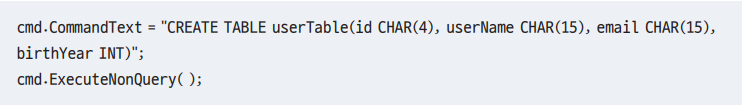 cmd.CommandText = "CREATE TABLE userTable(id CHAR(4), userName CHAR(15), email CHAR(15),
birthYear INT)";
cmd.ExecuteNonQuery( );